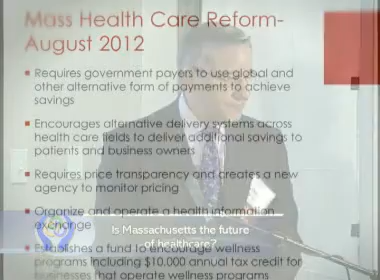 Mass Health Care Reform-
August 2012
Requires government payers to use global and
other alternative form of payments to achieve
savings
Encourages alternative delivery systems across
health care fields to deliver additional savings to
patients and business owners
Requires price transparency and creates a new
agency to monitor pricing
Organize and operate a health information
exchange
Is Massachusetts the future
of healthcare?
Establishes a fund to encourage wellness
programs including $10,000 annual tax credit for
businesses that operate wellness programs